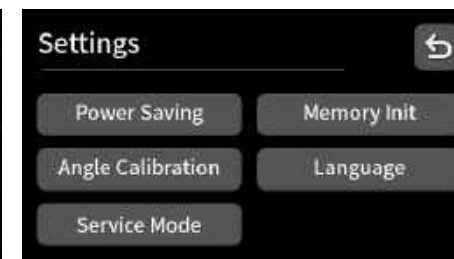 Settings
Power Saving
Memory Init
Angle Calibration
Language
Service Mode